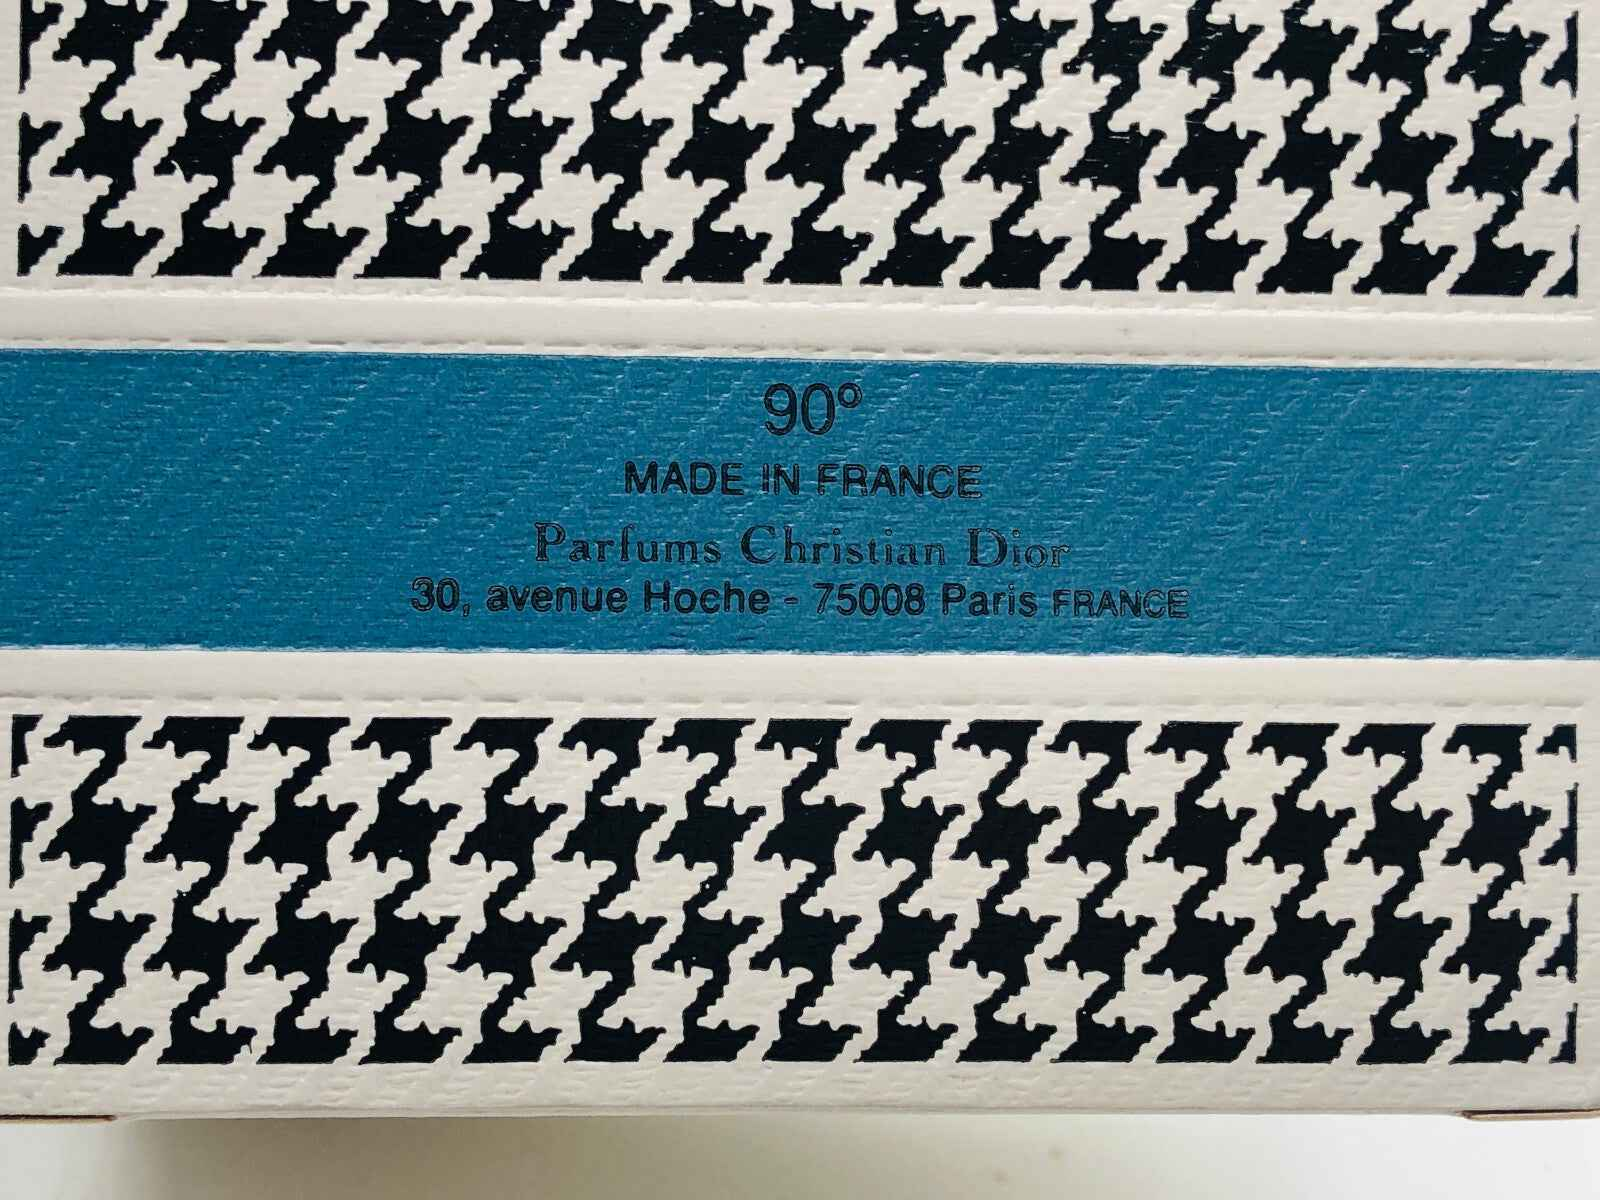 90°
MADE IN FRANCE
Parfums Christian Dior
30, avenue Hoche - 75008 Paris FRANCE